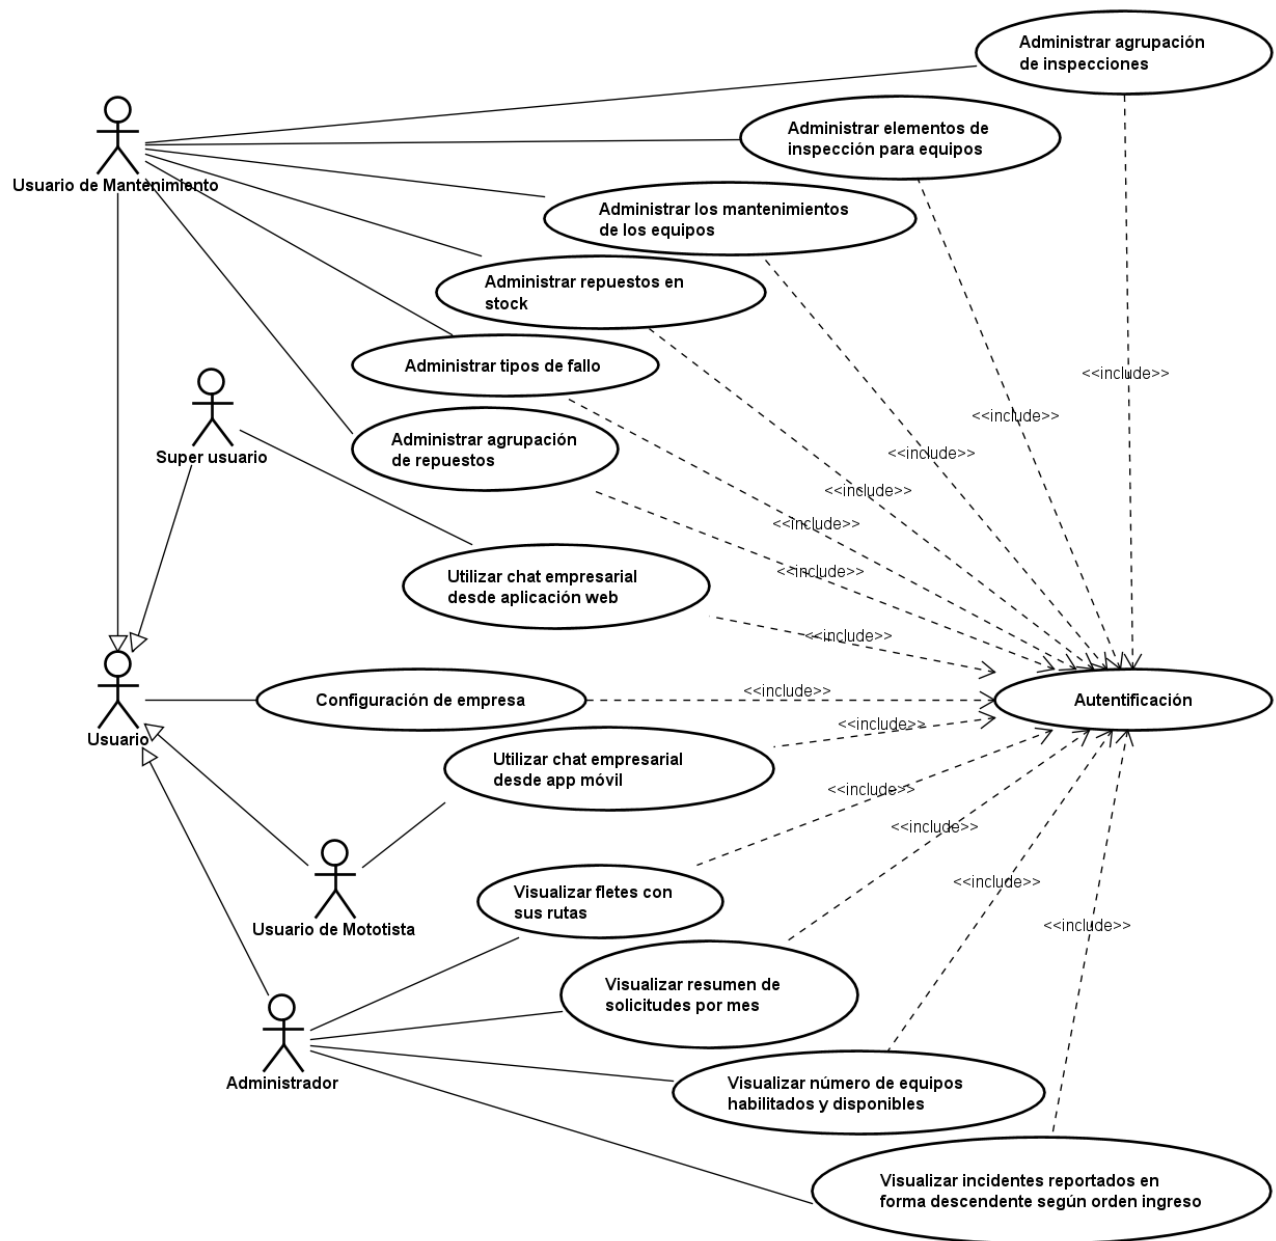 Administrar agrupación
de inspecciones
Administrar elementos de
inspección para equipos
Usuario de Mantenimiento
Administrar los mantenimientos
de los equipos
Administrar repuestos en
stock
Administrar tipos de fallo
<<include>>
<<include>>
Administrar agrupación
de repuestos
Super usuario
<<include>>
<<include>>
<<include>>
<<include>>
Utilizar chat empresarial
desde aplicación web
<<include>>
Configuración de empresa
<<include>>
Autentificación
Usuario
<<include>>
Utilizar chat empresarial
desde app móvil
<<include>>
<<include>>
Visualizar fletes con
sus rutas
<<include>>
Usuario de Mototista
<<include>>
Visualizar resumen de
solicitudes por mes
Administrador
Visualizar número de equipos
habilitados y disponibles
Visualizar incidentes reportados en
forma descendente según orden ingreso